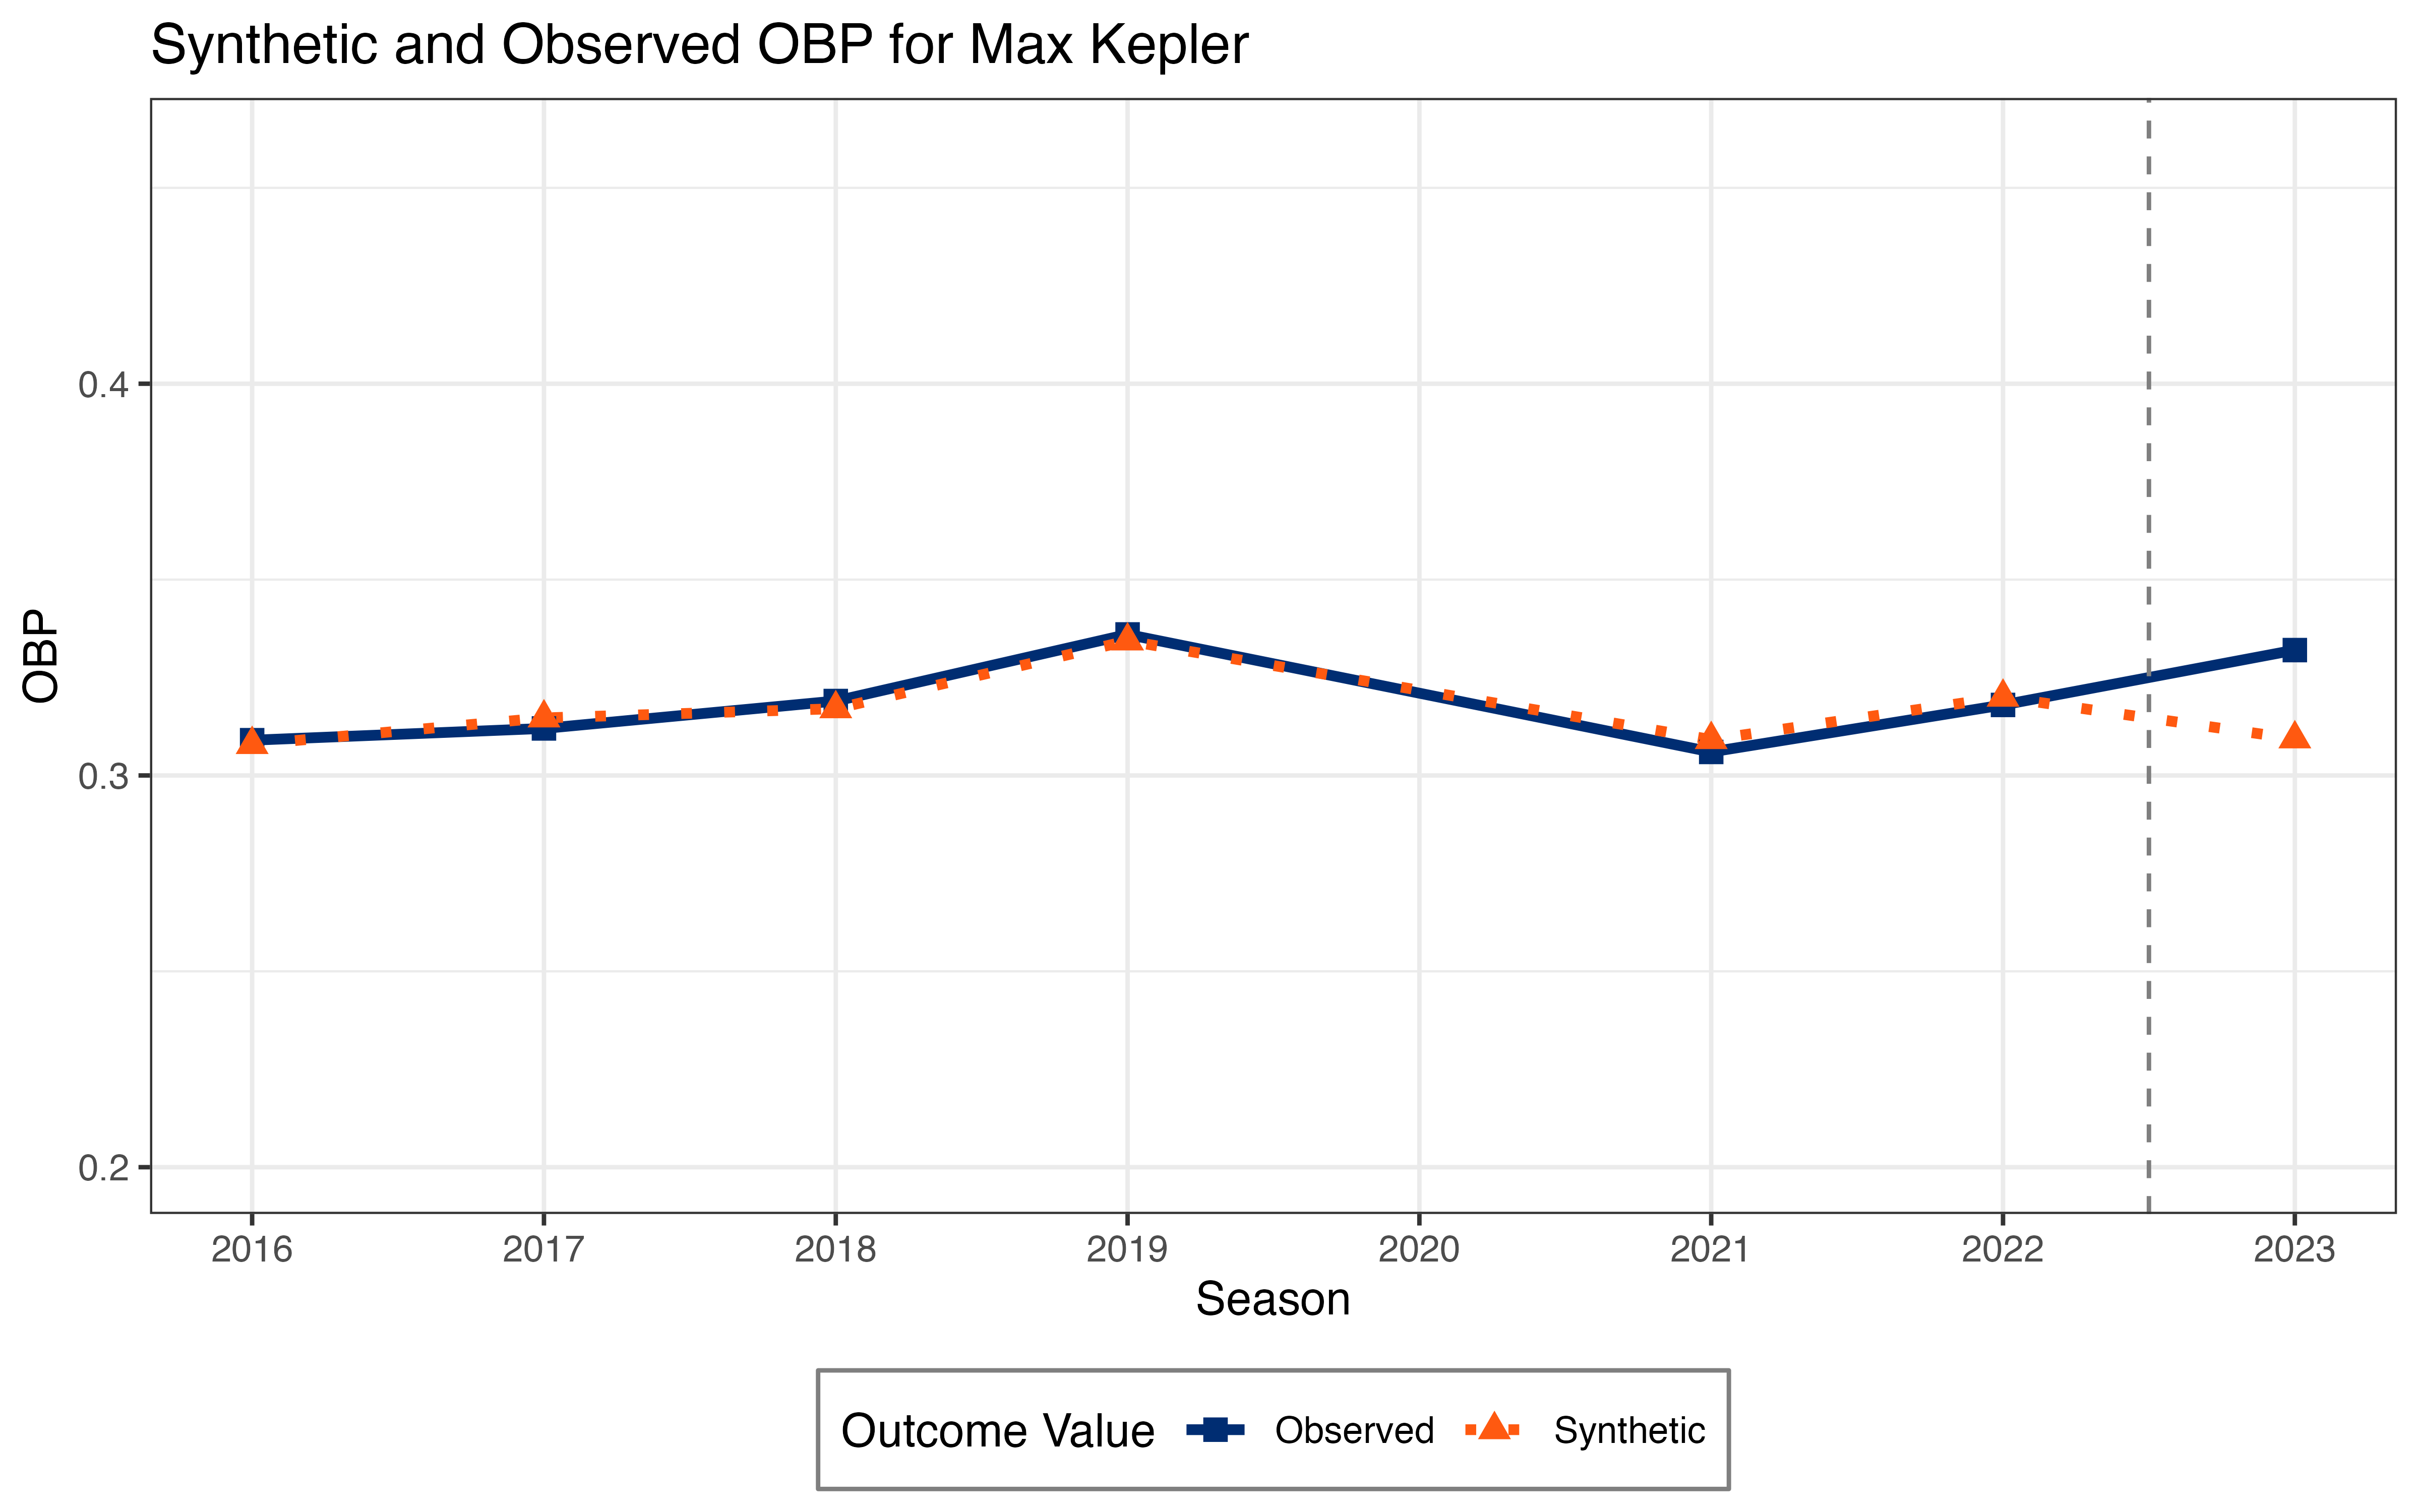 Synthetic and Observed OBP for Max Kepler
OBP
0.4
0.3
0.2
2016 2017 2018 2019 2020 2021 2022 2023
Season
Outcome Value Observed Synthetic